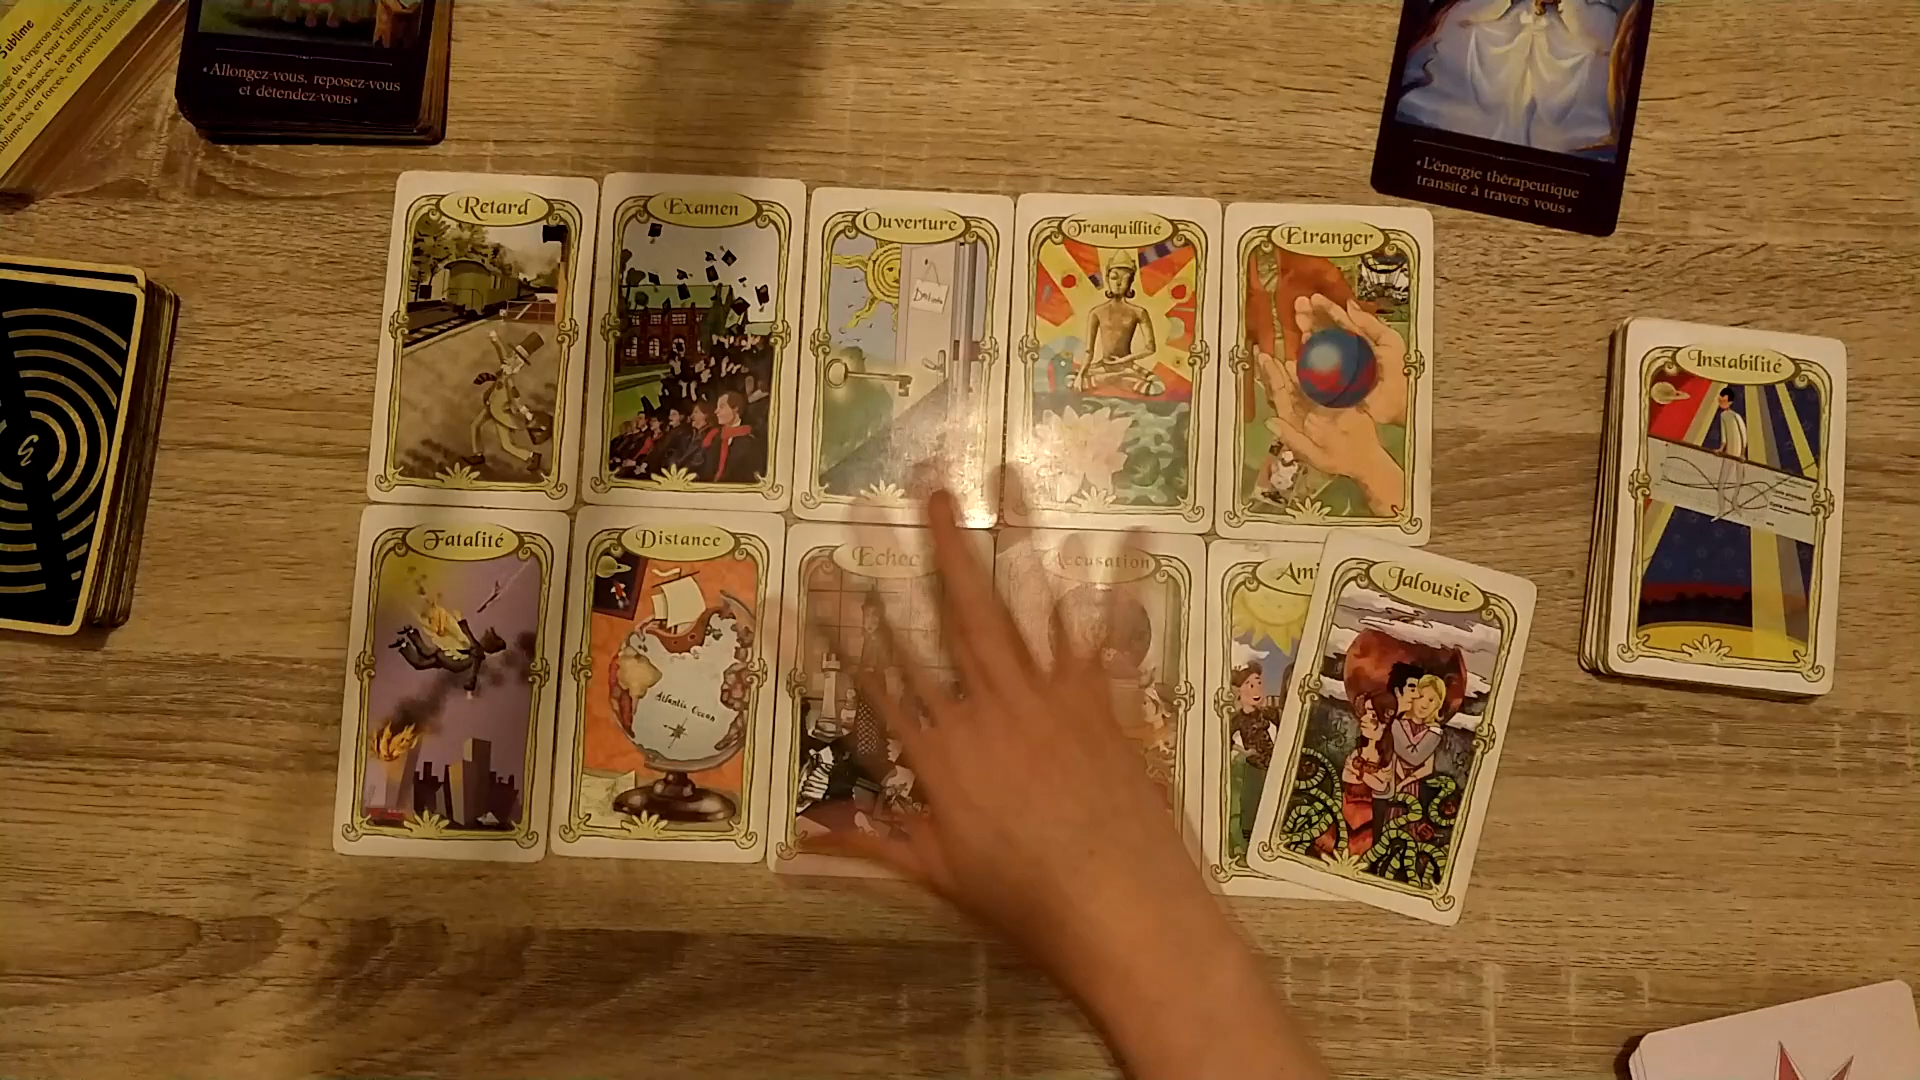 Sublime
«Allongez-vous, reposez-vous
et détendez-vous»
«L'énergie thérapeutique
transite à travers vous»
Retard
Examen
Ouverture
Tranquillité
Etranger
Instabilité
Fatalité
Distance
Echec
Accusation
Ami
Jalousie
Atlantic Ocean